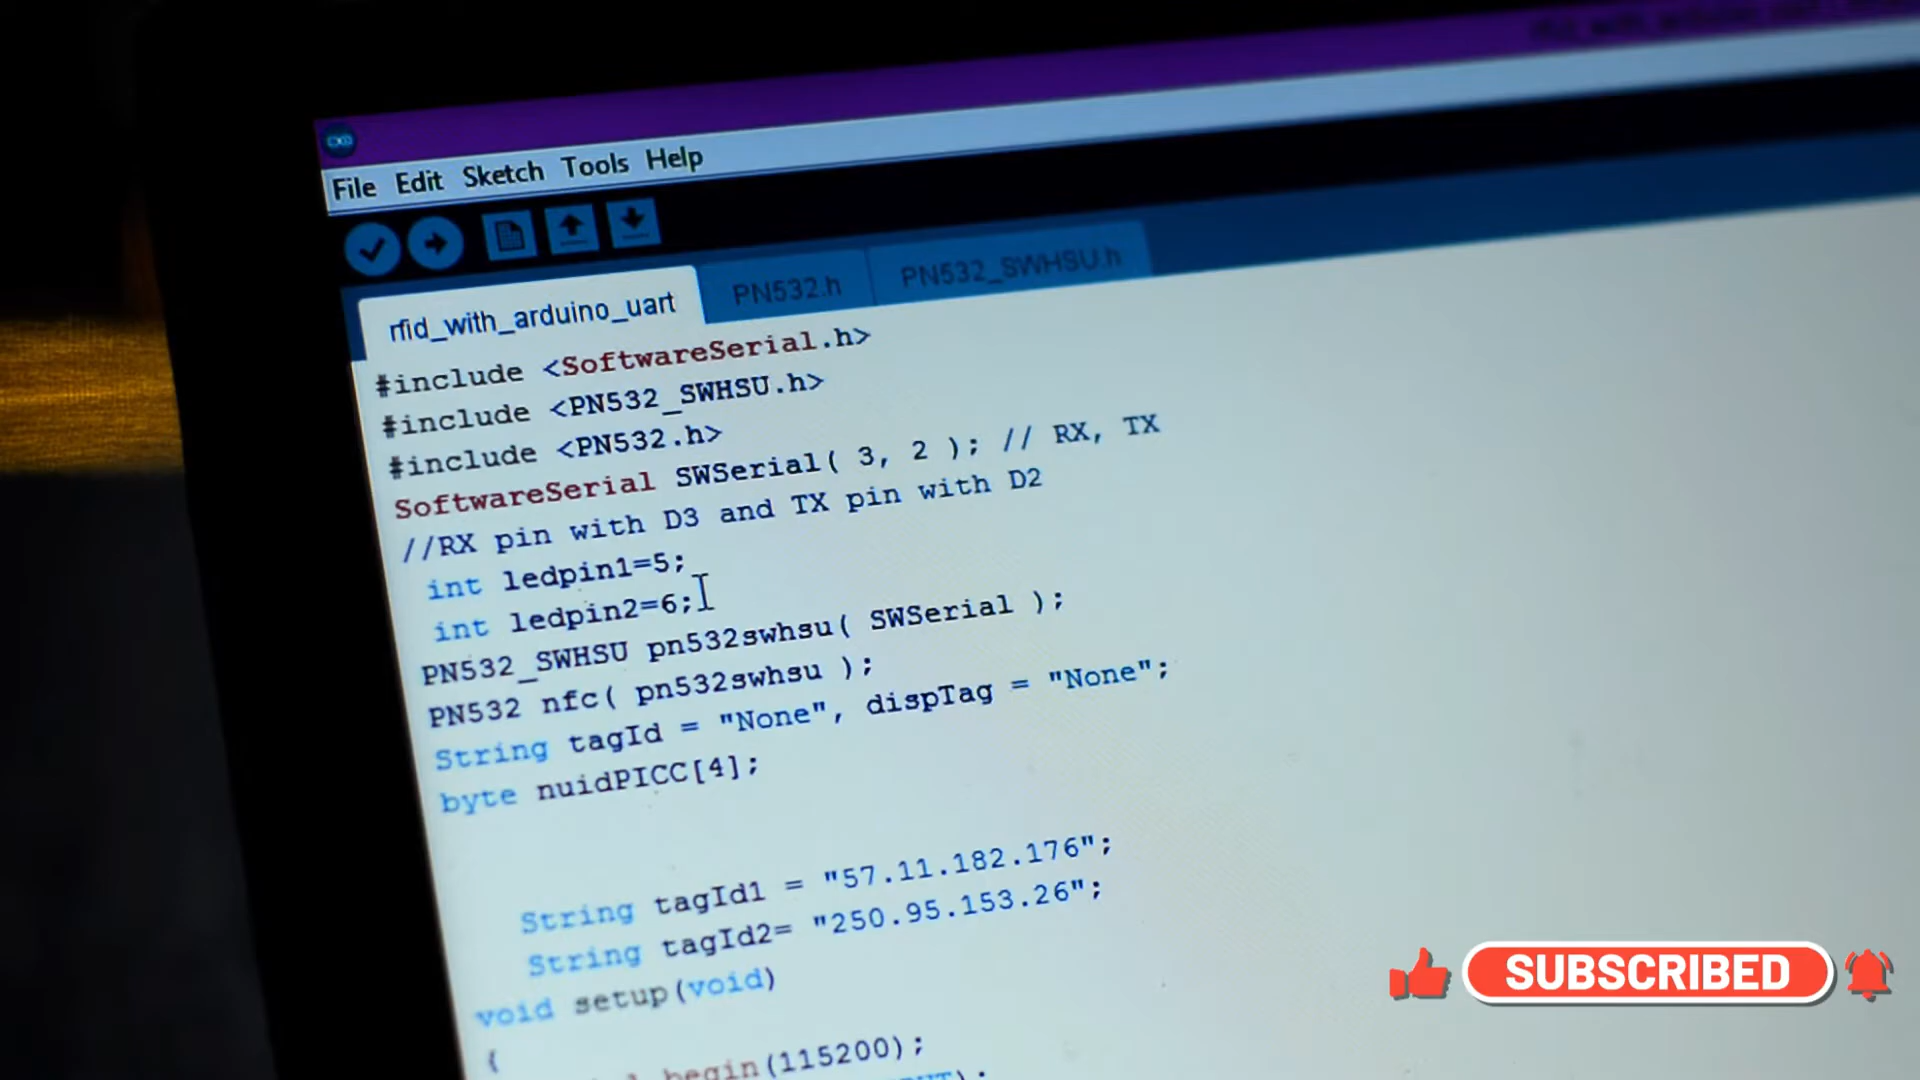 File Edit Sketch Tools Help
rfid_with_arduino_uart PN532.h PN532_SWHSU.h
#include <SoftwareSerial.h>
#include <PN532_SWHSU.h>
#include <PN532.h>
SoftwareSerial SWSerial( 3, 2 ); // RX, TX
//RX pin with D3 and TX pin with D2
int ledpin1=5;
int ledpin2=6;
PN532_SWHSU pn532swhsu( SWSerial );
PN532 nfc( pn532swhsu );
String tagId = "None", dispTag = "None";
byte nuidPICC[4];
String tagId1 = "57.11.182.176";
String tagId2= "250.95.153.26";
void setup(void)
{
begin(115200);
SUBSCRIBED